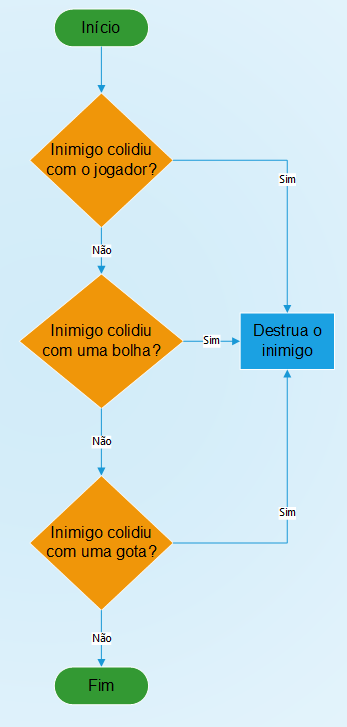 Início
Inimigo colidiu
com o jogador?
Sim
Não
Inimigo colidiu
com uma bolha?
Sim
Destrua o
inimigo
Não
Inimigo colidiu
com uma gota?
Sim
Não
Fim